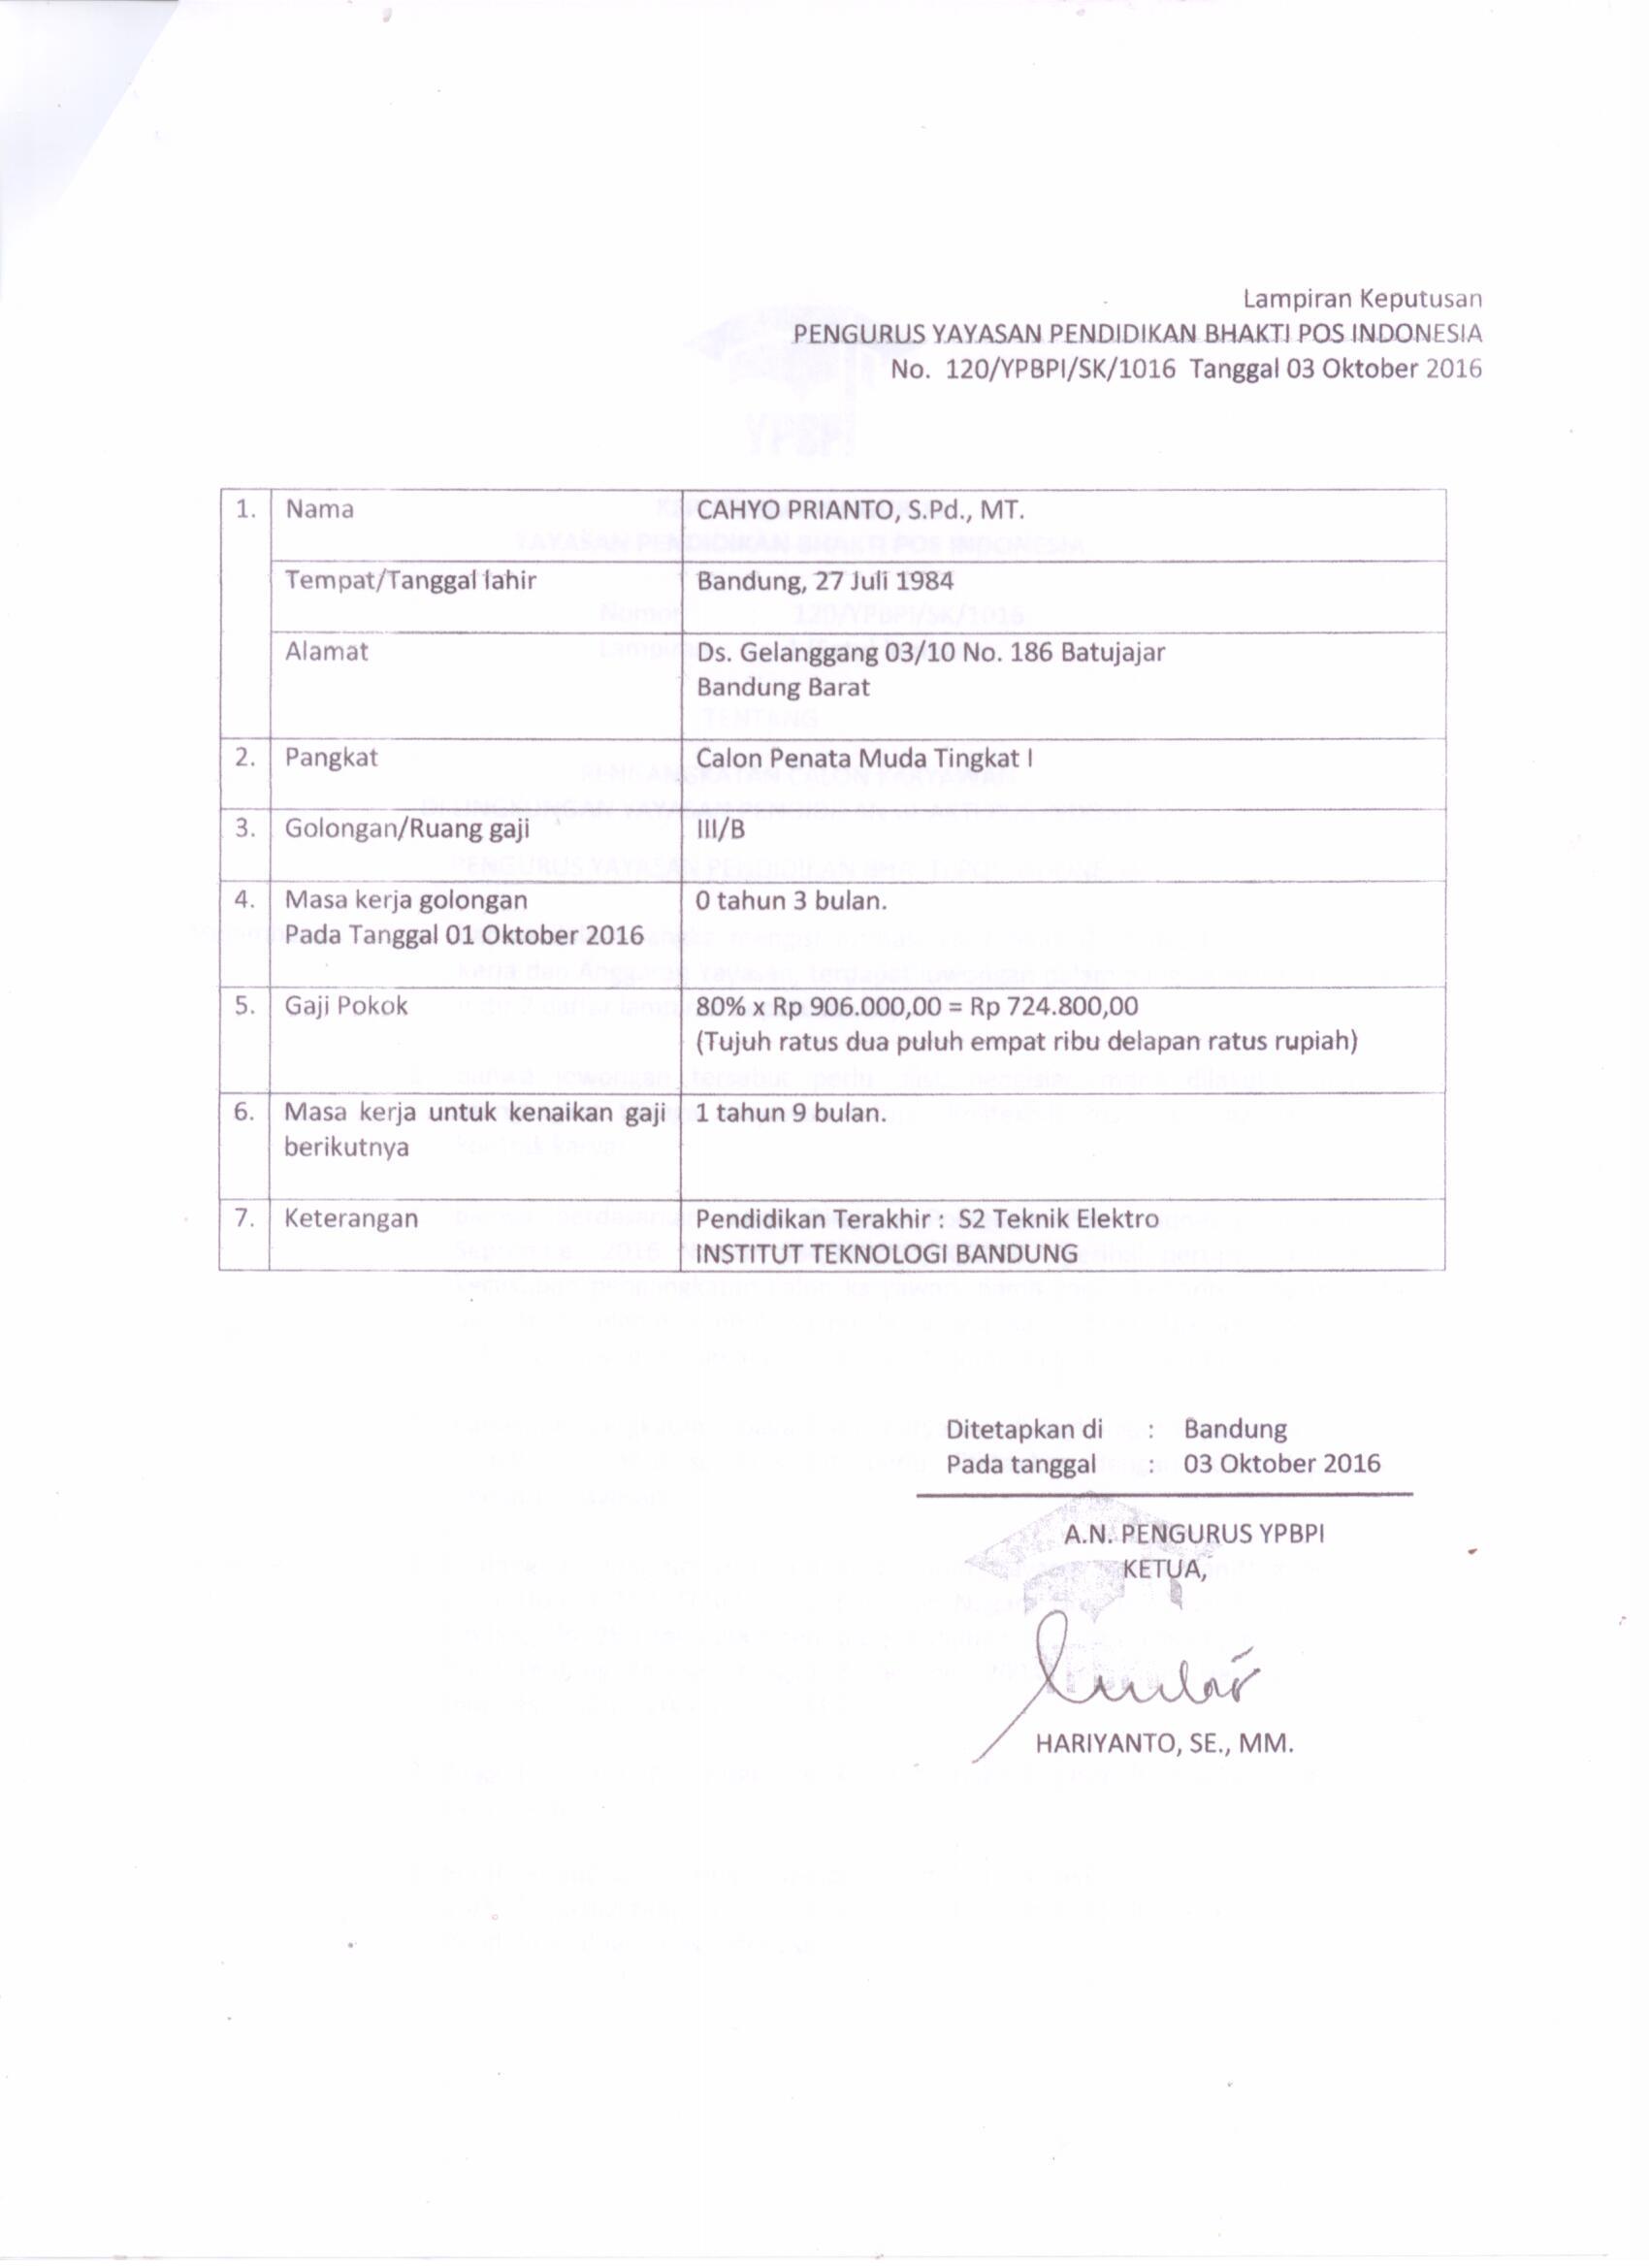 Lampiran Keputusan
PENGURUS YAYASAN PENDIDIKAN BHAKTI POS INDONESIA
No. 120/YPBPI/SK/1016 Tanggal 03 Oktober 2016
1. Nama CAHYO PRIANTO, S.Pd., MT.
Tempat/Tanggal lahir Bandung, 27 Juli 1984
Alamat Ds. Gelanggang 03/10 No. 186 Batujajar
Bandung Barat
2. Pangkat Calon Penata Muda Tingkat I
3. Golongan/Ruang gaji III/B
4. Masa kerja golongan 0 tahun 3 bulan.
Pada Tanggal 01 Oktober 2016
5. Gaji Pokok 80% x Rp 906.000,00 = Rp 724.800,00
(Tujuh ratus dua puluh empat ribu delapan ratus rupiah)
6. Masa kerja untuk kenaikan gaji 1 tahun 9 bulan.
berikutnya
7. Keterangan Pendidikan Terakhir : S2 Teknik Elektro
INSTITUT TEKNOLOGI BANDUNG
Ditetapkan di : Bandung
Pada tanggal : 03 Oktober 2016
A.N. PENGURUS YPBPI
KETUA,
HARIYANTO, SE., MM.